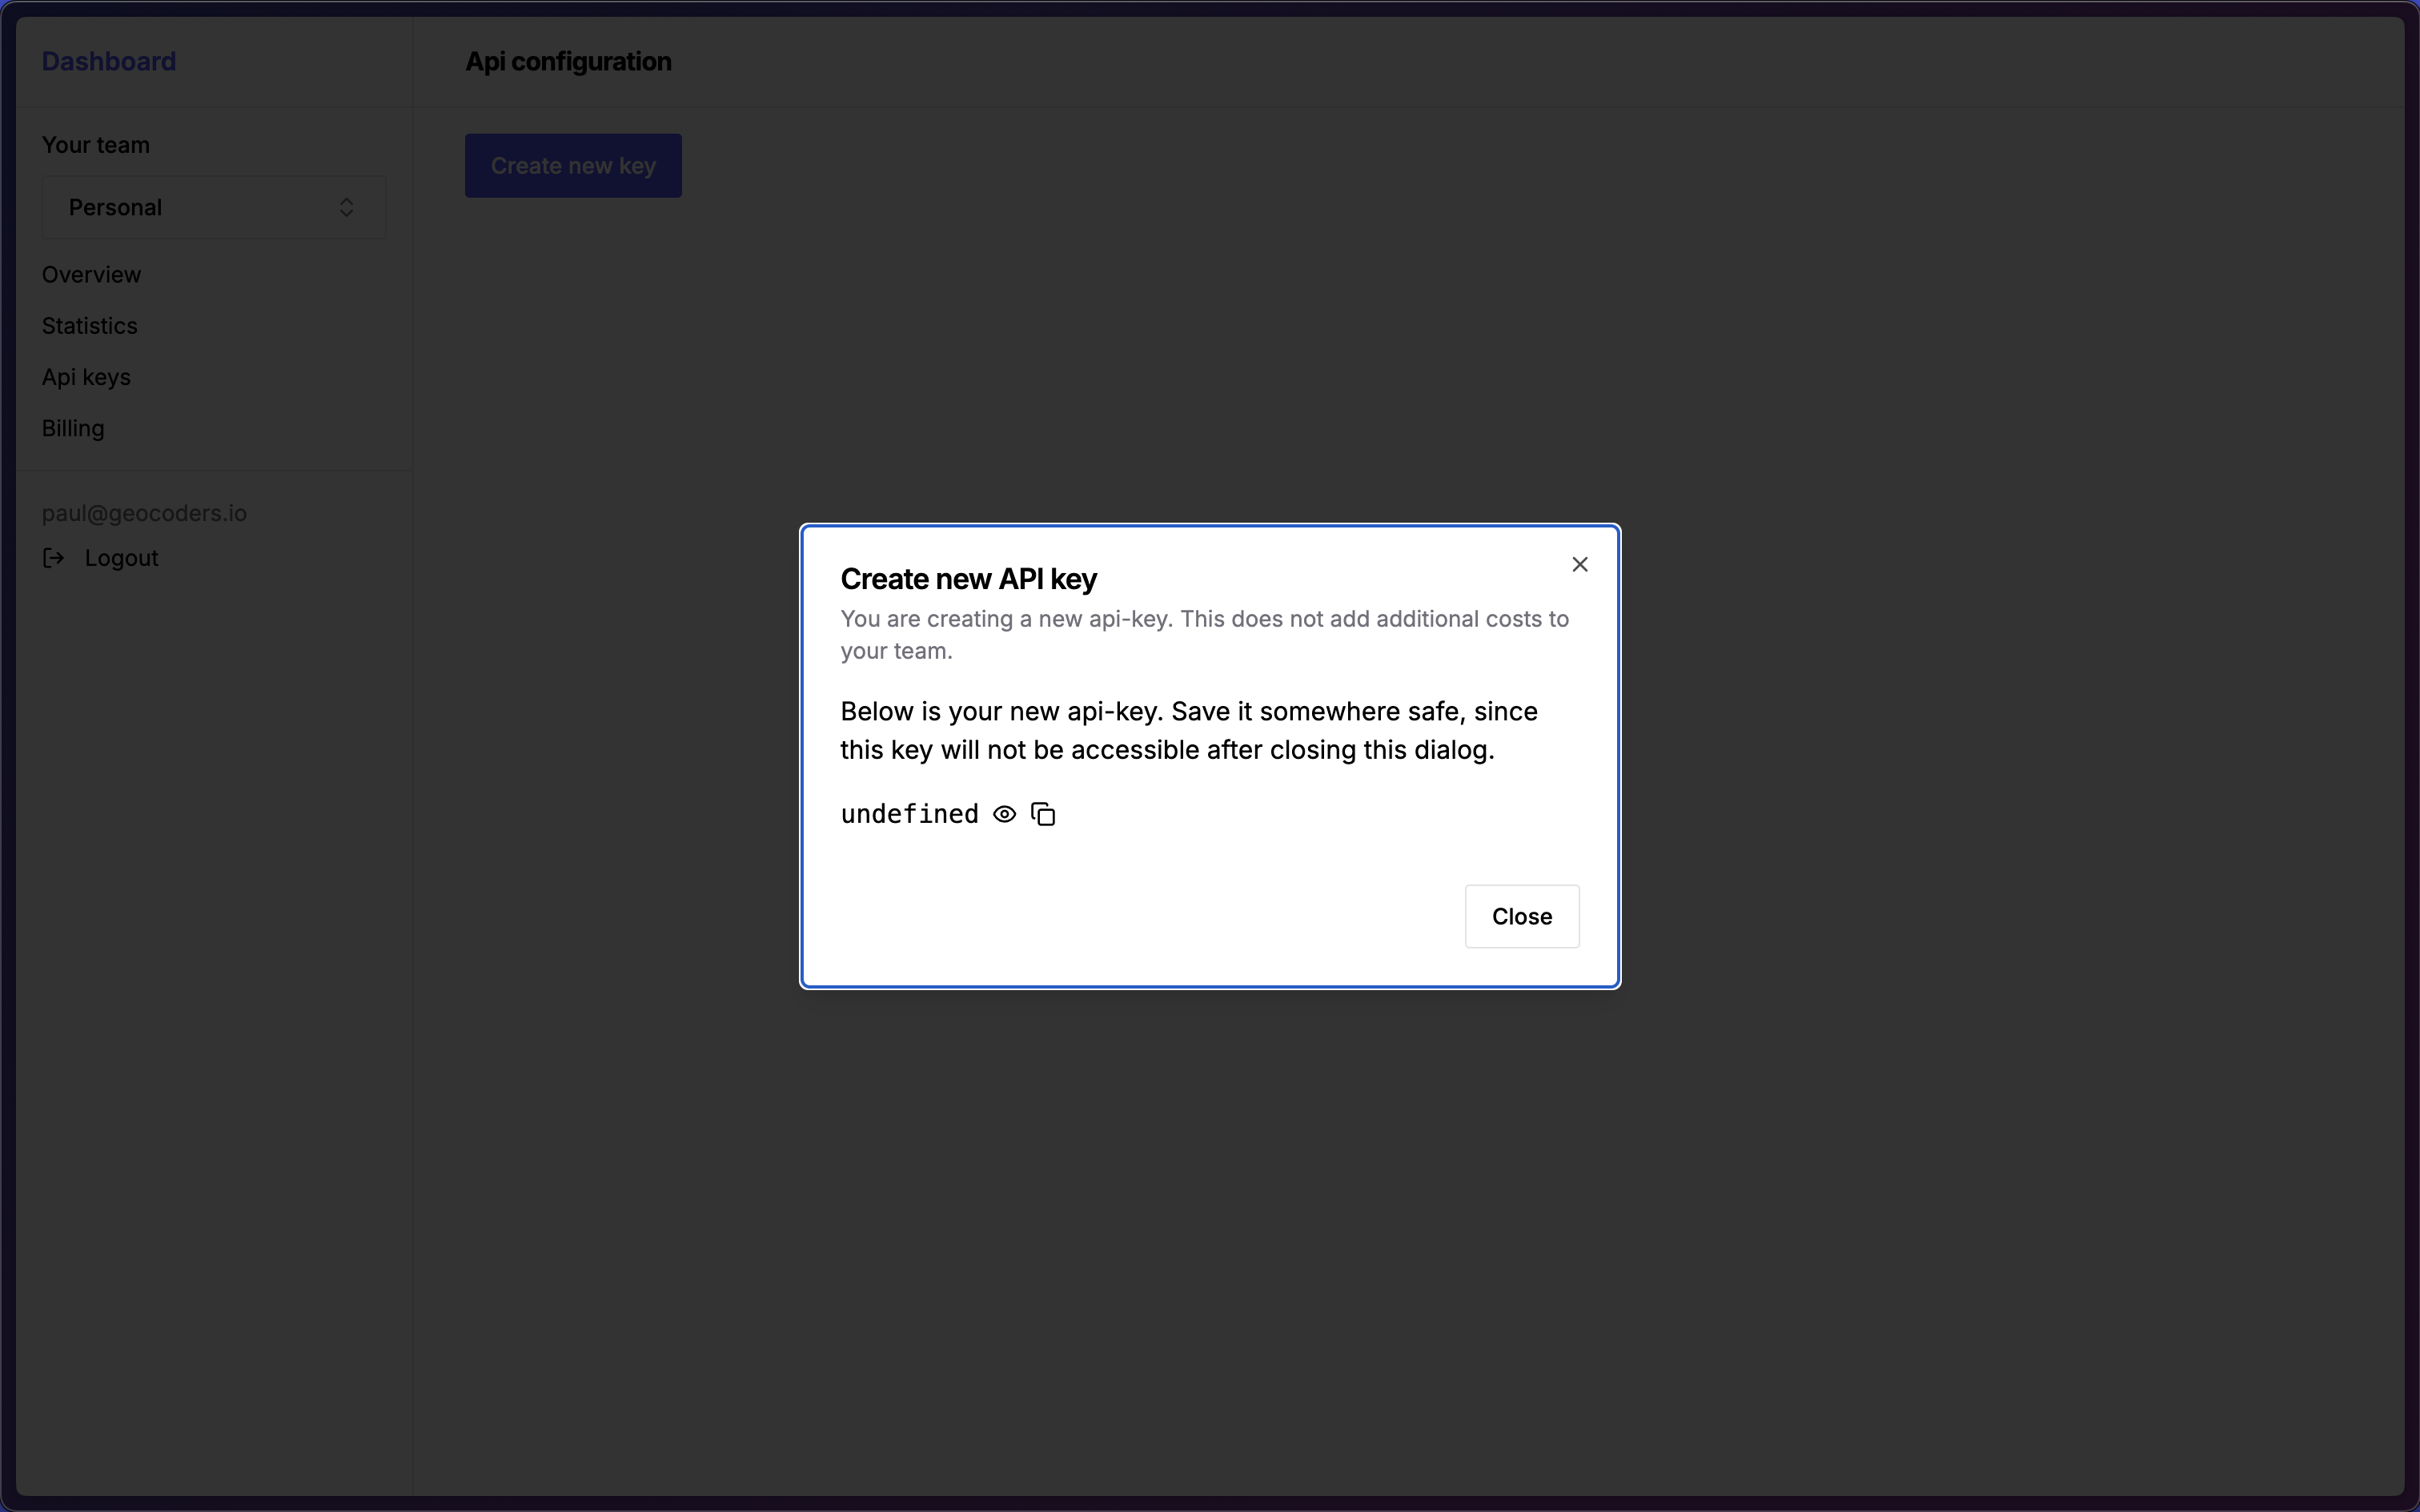 Dashboard
Api configuration
Your team
Create new key
Personal
Overview
Statistics
Api keys
Billing
paul@geocoders.io
Logout
Create new API key
You are creating a new api-key. This does not add additional costs to
your team.
Below is your new api-key. Save it somewhere safe, since
this key will not be accessible after closing this dialog.
undefined
Close